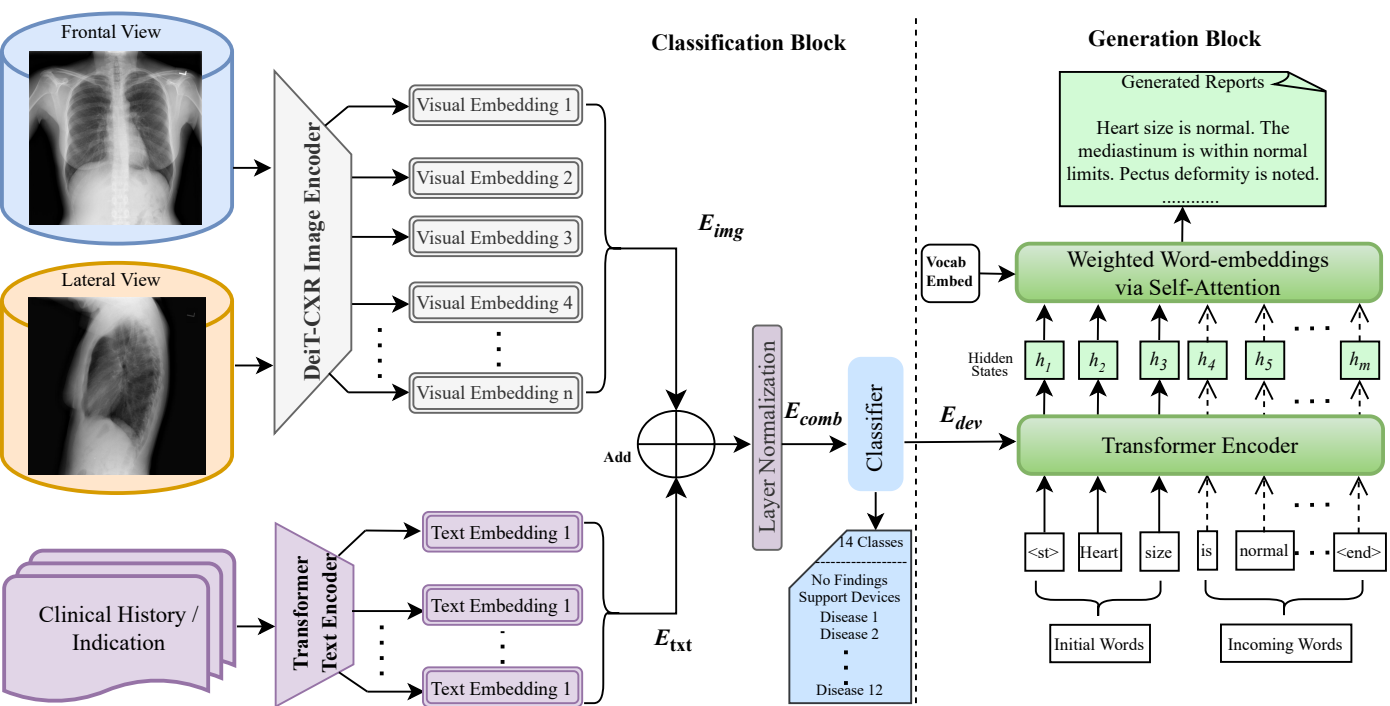 Frontal View
Lateral View
Clinical History /
Indication
DeiT-CXR Image Encoder
Visual Embedding 1
Visual Embedding 2
Visual Embedding 3
Visual Embedding 4
Visual Embedding n
Transformer
Text Encoder
Text Embedding 1
Text Embedding 1
Text Embedding 1
Classification Block
E_img
Add
E_txt
Layer Normalization
E_comb
Classifier
14 Classes
No Findings
Support Devices
Disease 1
Disease 2
Disease 12
Generation Block
Generated Reports
Heart size is normal. The
mediastinum is within normal
limits. Pectus deformity is noted.
............
Vocab
Embed
Weighted Word-embeddings
via Self-Attention
Hidden
States
h1 h2 h3 h4 h5 hm
E_dev
Transformer Encoder
<st> Heart size is normal <end>
Initial Words
Incoming Words